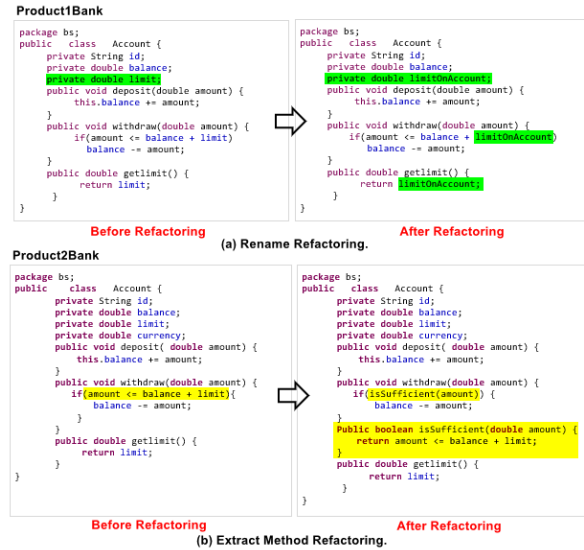 Product1Bank
package bs;
public class Account {
private String id;
private double balance;
private double limit;
public void deposit(double amount) {
this.balance += amount;
}
public void withdraw(double amount) {
if(amount <= balance + limit)
balance -= amount;
}
public double getlimit() {
return limit;
}
}
Before Refactoring
package bs;
public class Account {
private String id;
private double balance;
private double limitOnAccount;
public void deposit(double amount) {
this.balance += amount;
}
public void withdraw(double amount) {
if(amount <= balance + limitOnAccount)
balance -= amount;
}
public double getlimit() {
return limitOnAccount;
}
}
After Refactoring
(a) Rename Refactoring.
Product2Bank
package bs;
public class Account {
private String id;
private double balance;
private double limit;
private double currency;
public void deposit( double amount) {
this.balance += amount;
}
public void withdraw(double amount) {
if(amount <= balance + limit){
balance -= amount;
}
}
public double getlimit() {
return limit;
}
}
Before Refactoring
package bs;
public class Account {
private String id;
private double balance;
private double limit;
private double currency;
public void deposit( double amount) {
this.balance += amount;
}
public void withdraw(double amount) {
if(isSufficient(amount)) {
balance -= amount;
}
}
Public boolean isSufficient(double amount) {
return amount <= balance + limit;
}
public double getlimit() {
return limit;
}
}
After Refactoring
(b) Extract Method Refactoring.